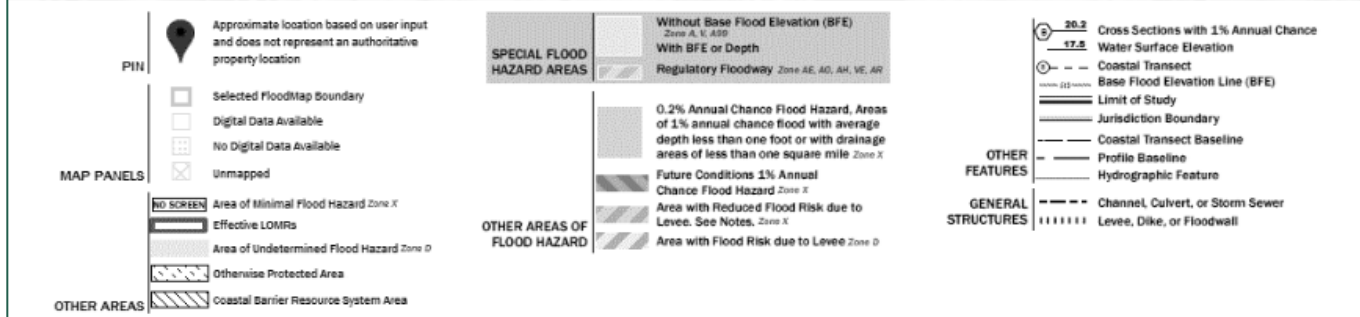 PIN
Approximate location based on user input
and does not represent an authoritative
property location
MAP PANELS
Selected FloodMap Boundary
Digital Data Available
No Digital Data Available
Unmapped
OTHER AREAS
NO SCREEN Area of Minimal Flood Hazard Zone X
Effective LOMRs
Area of Undetermined Flood Hazard Zone D
Otherwise Protected Area
Coastal Barrier Resource System Area
SPECIAL FLOOD
HAZARD AREAS
Without Base Flood Elevation (BFE)
Zone A, V, A99
With BFE or Depth
Regulatory Floodway Zone AE, AO, AH, VE, AR
OTHER AREAS OF
FLOOD HAZARD
0.2% Annual Chance Flood Hazard, Areas
of 1% annual chance flood with average
depth less than one foot or with drainage
areas of less than one square mile Zone X
Future Conditions 1% Annual
Chance Flood Hazard Zone X
Area with Reduced Flood Risk due to
Levee. See Notes. Zone X
Area with Flood Risk due to Levee Zone D
OTHER
FEATURES
20.2 Cross Sections with 1% Annual Chance
17.5 Water Surface Elevation
Coastal Transect
Base Flood Elevation Line (BFE)
Limit of Study
Jurisdiction Boundary
Coastal Transect Baseline
Profile Baseline
Hydrographic Feature
GENERAL
STRUCTURES
Channel, Culvert, or Storm Sewer
Levee, Dike, or Floodwall